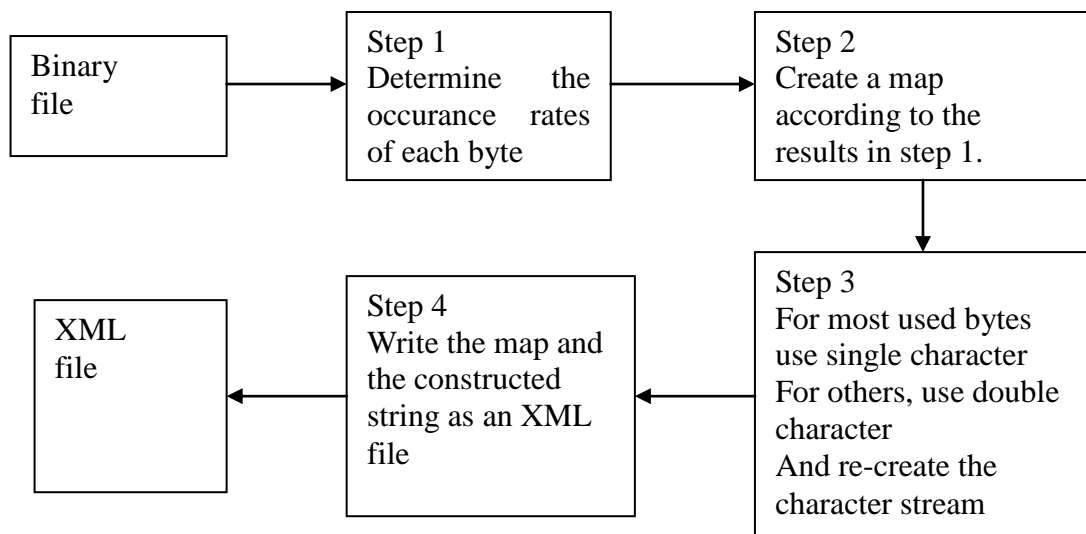 Binary
file
Step 1
Determine the
occurance rates
of each byte
Step 2
Create a map
according to the
results in step 1.
Step 3
For most used bytes
use single character
For others, use double
character
And re-create the
character stream
Step 4
Write the map and
the constructed
string as an XML
file
XML
file